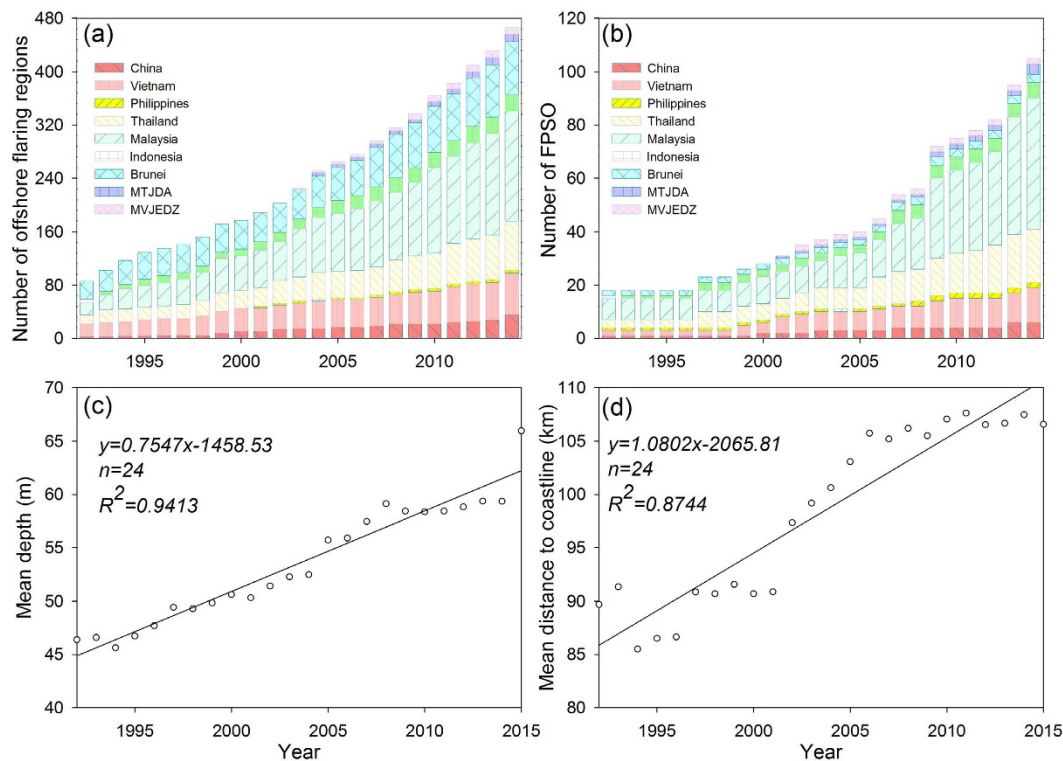 (a)
Number of offshore flaring regions
480
400
320
240
160
80
0
China
Vietnam
Philippines
Thailand
Malaysia
Indonesia
Brunei
MTJDA
MVJEDZ
1995 2000 2005 2010
(b)
Number of FPSO
120
100
80
60
40
20
0
China
Vietnam
Philippines
Thailand
Malaysia
Indonesia
Brunei
MTJDA
MVJEDZ
1995 2000 2005 2010
(c)
Mean depth (m)
70
65
60
55
50
45
40
y=0.7547x-1458.53
n=24
R²=0.9413
1995 2000 2005 2010 2015
Year
(d)
Mean distance to coastline (km)
110
105
100
95
90
85
80
y=1.0802x-2065.81
n=24
R²=0.8744
1995 2000 2005 2010 2015
Year